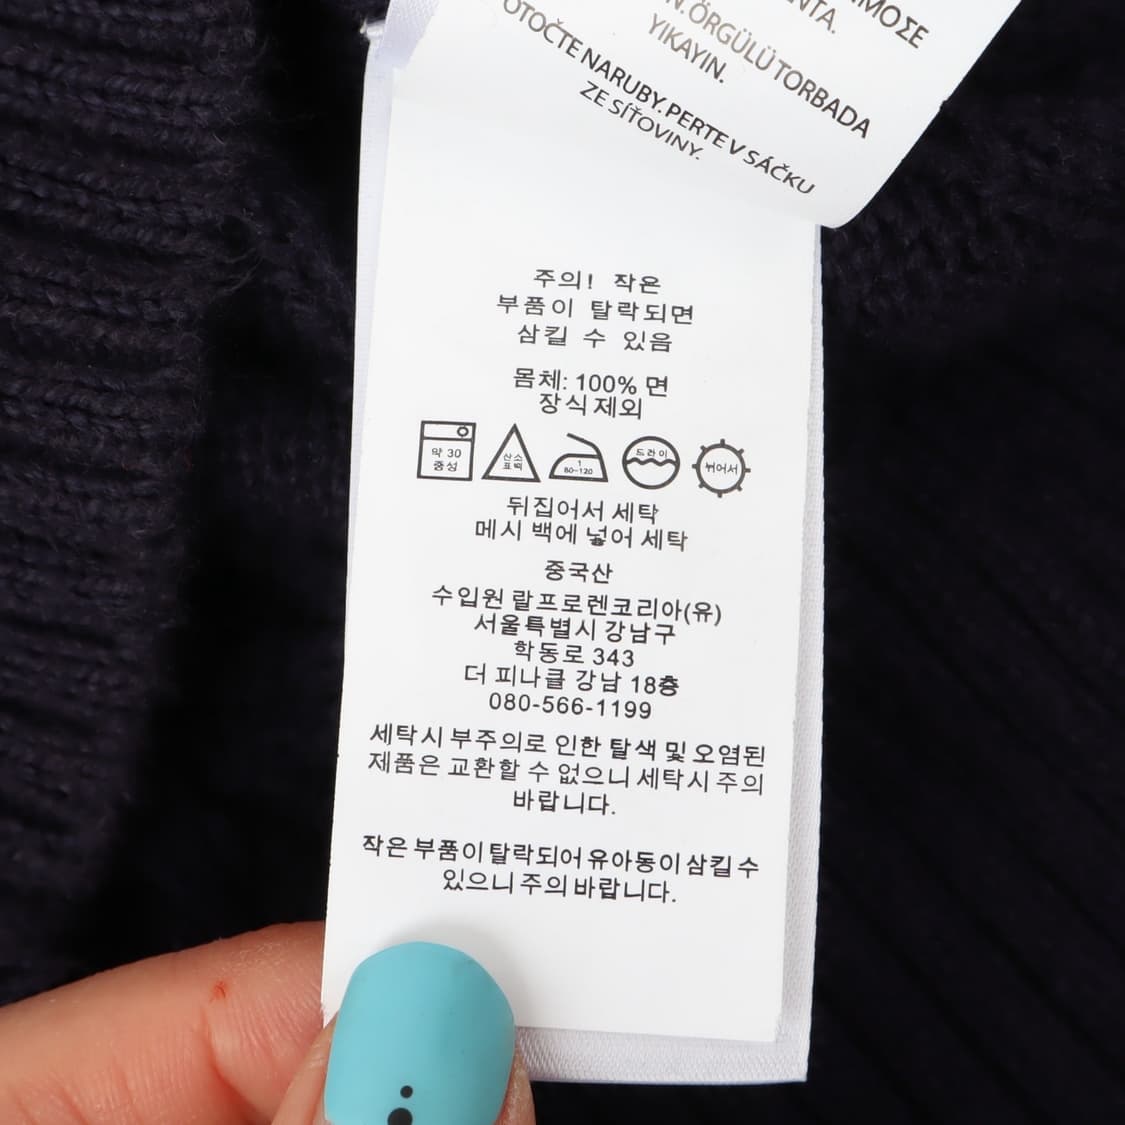 NTA.
N.ÖRGÜLÜ TORBADA
YIKAYIN.
OTOČTE NARUBY.PERTE V SÁČKU
ZE SÍŤOVINY.
주의! 작은
부품이 탈락되면
삼킬 수 있음
몸체: 100% 면
장식제외
약 30
중성
산소
표백
1
80-120
드라이
뉘어서
뒤집어서 세탁
메시 백에 넣어 세탁
중국산
수입원 랄프로렌코리아(유)
서울특별시 강남구
학동로 343
더 피나클 강남 18층
080-566-1199
세탁시 부주의로 인한 탈색 및 오염된
제품은 교환할 수 없으니 세탁시 주의
바랍니다.
작은 부품이 탈락되어 유아동이 삼킬 수
있으니 주의 바랍니다.